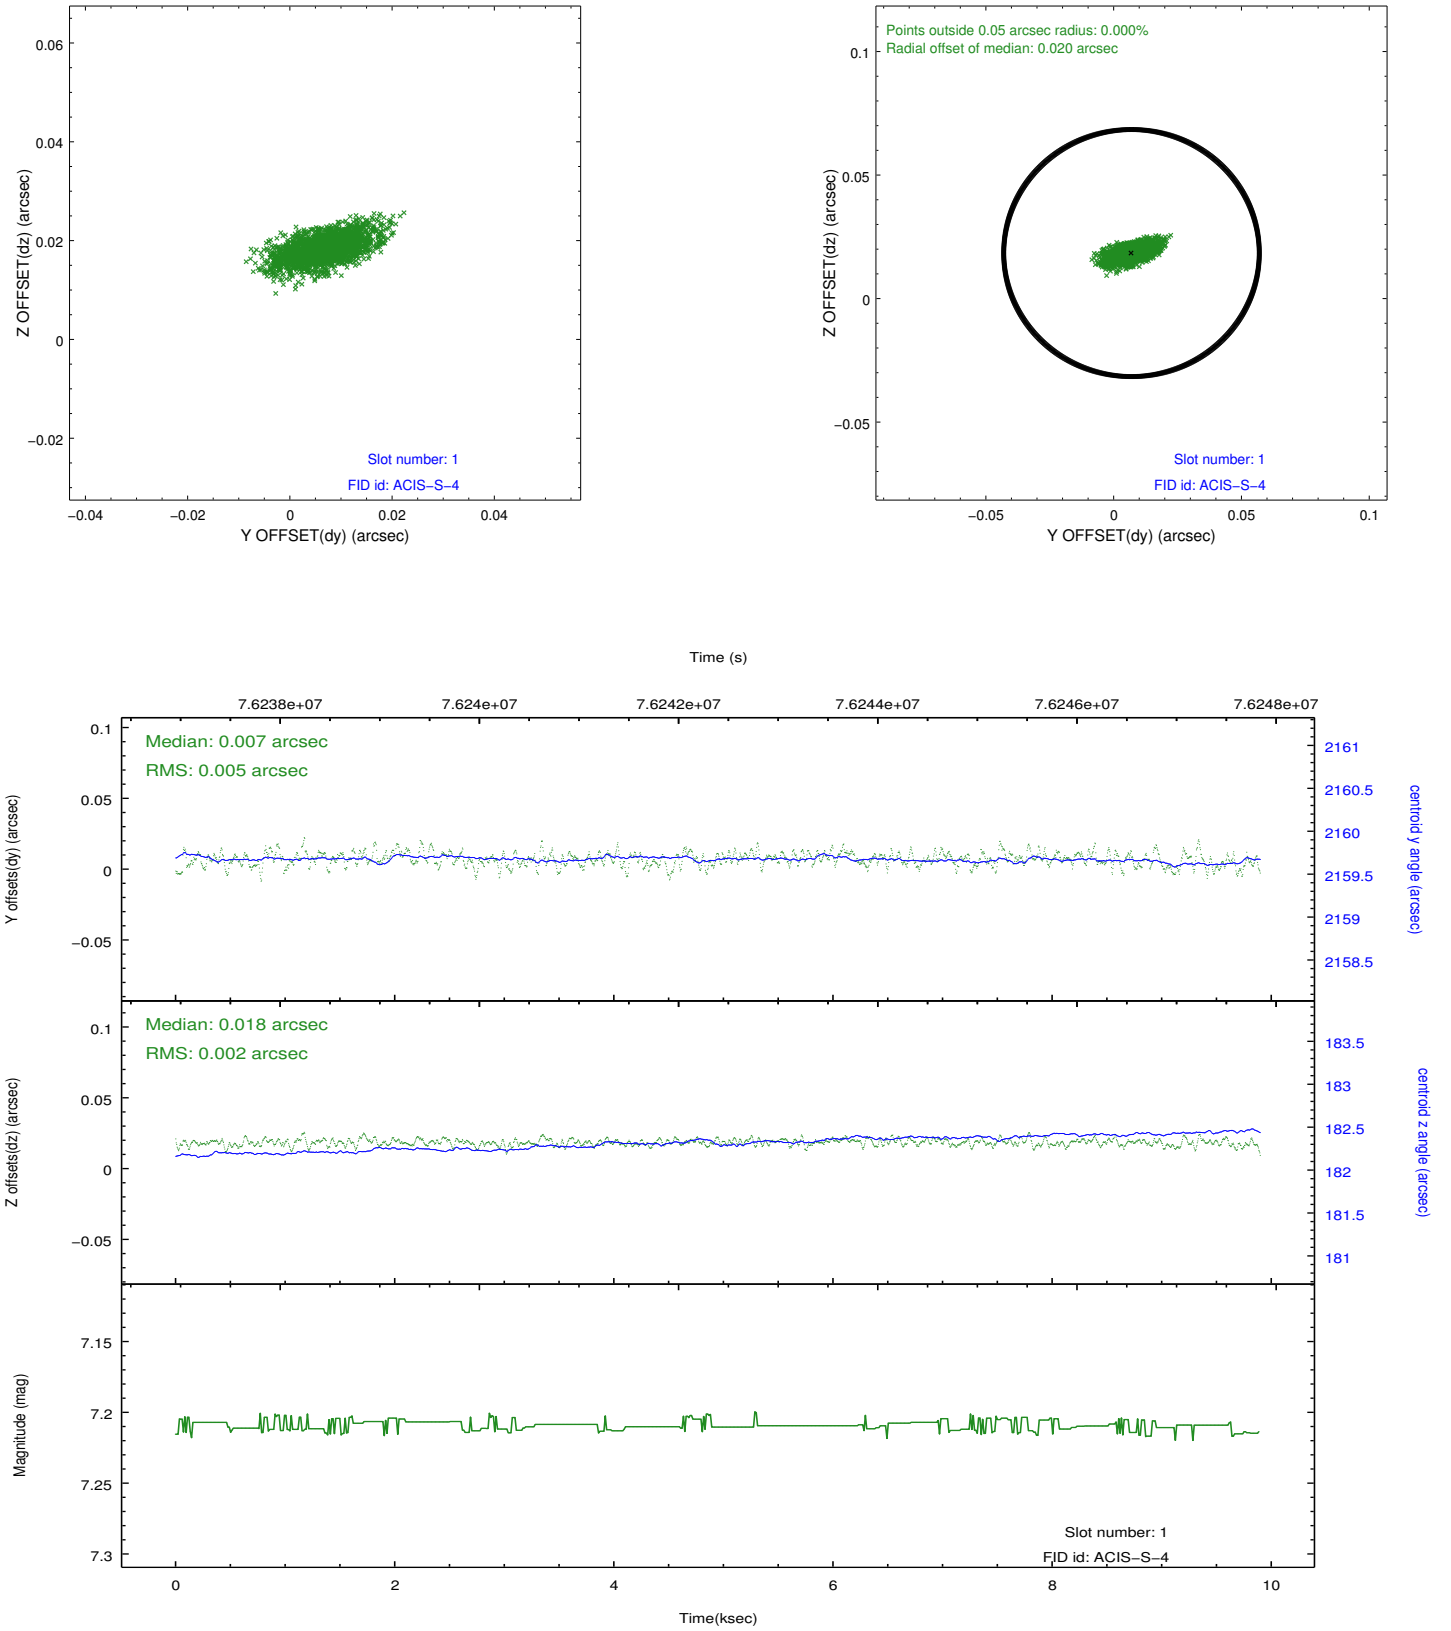 0.06
0.04
0.02
0
−0.02
Z OFFSET(dz) (arcsec)
Slot number: 1
FID id: ACIS−S−4
−0.04
−0.02
0
0.02
0.04
Y OFFSET(dy) (arcsec)
Points outside 0.05 arcsec radius: 0.000%
Radial offset of median: 0.020 arcsec
0.1
0.05
0
−0.05
Z OFFSET(dz) (arcsec)
Slot number: 1
FID id: ACIS−S−4
−0.05
0
0.05
0.1
Y OFFSET(dy) (arcsec)
Time (s)
7.6238e+07
7.624e+07
7.6242e+07
7.6244e+07
7.6246e+07
7.6248e+07
Median: 0.007 arcsec
RMS: 0.005 arcsec
0.1
0.05
0
−0.05
Y offsets(dy) (arcsec)
2161
2160.5
2160
2159.5
2159
2158.5
centroid y angle (arcsec)
Median: 0.018 arcsec
RMS: 0.002 arcsec
0.1
0.05
0
−0.05
Z offsets(dz) (arcsec)
183.5
183
182.5
182
181.5
181
centroid z angle (arcsec)
7.15
7.2
7.25
7.3
Magnitude (mag)
Slot number: 1
FID id: ACIS−S−4
0
2
4
6
8
10
Time(ksec)